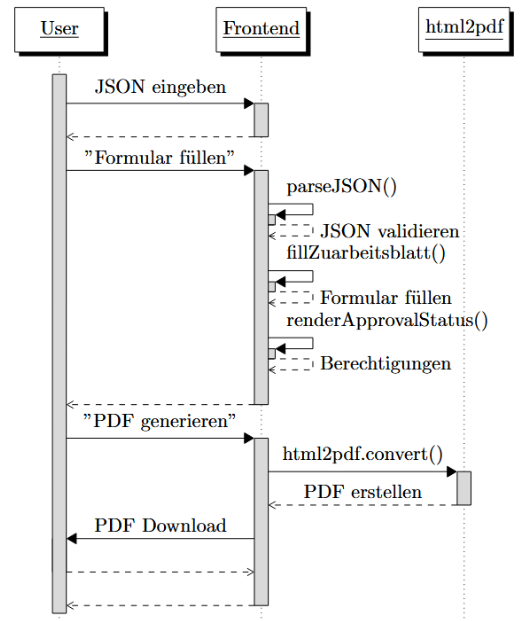 User
Frontend
html2pdf
JSON eingeben
”Formular füllen”
parseJSON()
JSON validieren
fillZuarbeitsblatt()
Formular füllen
renderApprovalStatus()
Berechtigungen
”PDF generieren”
html2pdf.convert()
PDF erstellen
PDF Download